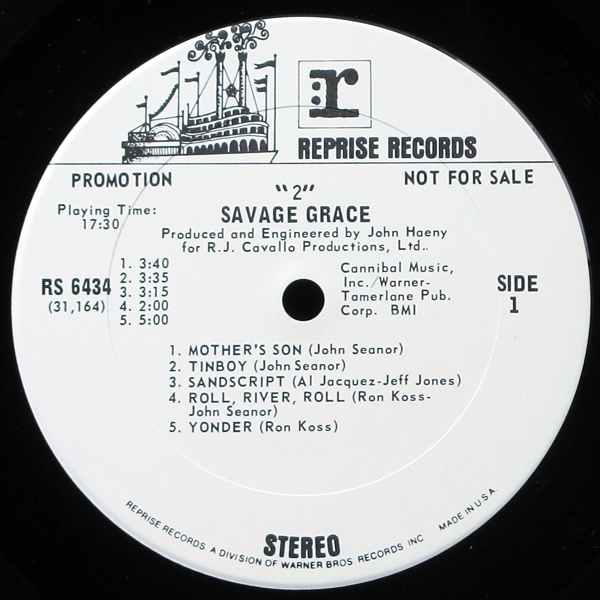 r
REPRISE RECORDS
PROMOTION
NOT FOR SALE
"2"
SAVAGE GRACE
Playing Time:
17:30
Produced and Engineered by John Haeny
for R.J. Cavallo Productions, Ltd..
RS 6434
(31,164)
1. 3:40
2. 3:35
3. 3:15
4. 2:00
5. 5:00
Cannibal Music,
Inc./Warner-
Tamerlane Pub.
Corp. BMI
SIDE
1
1. MOTHER'S SON (John Seanor)
2. TINBOY (John Seanor)
3. SANDSCRIPT (Al Jacquez-Jeff Jones)
4. ROLL, RIVER, ROLL (Ron Koss-
John Seanor)
5. YONDER (Ron Koss)
STEREO
REPRISE RECORDS. A DIVISION OF WARNER BROS. RECORDS INC. MADE IN U.S.A.